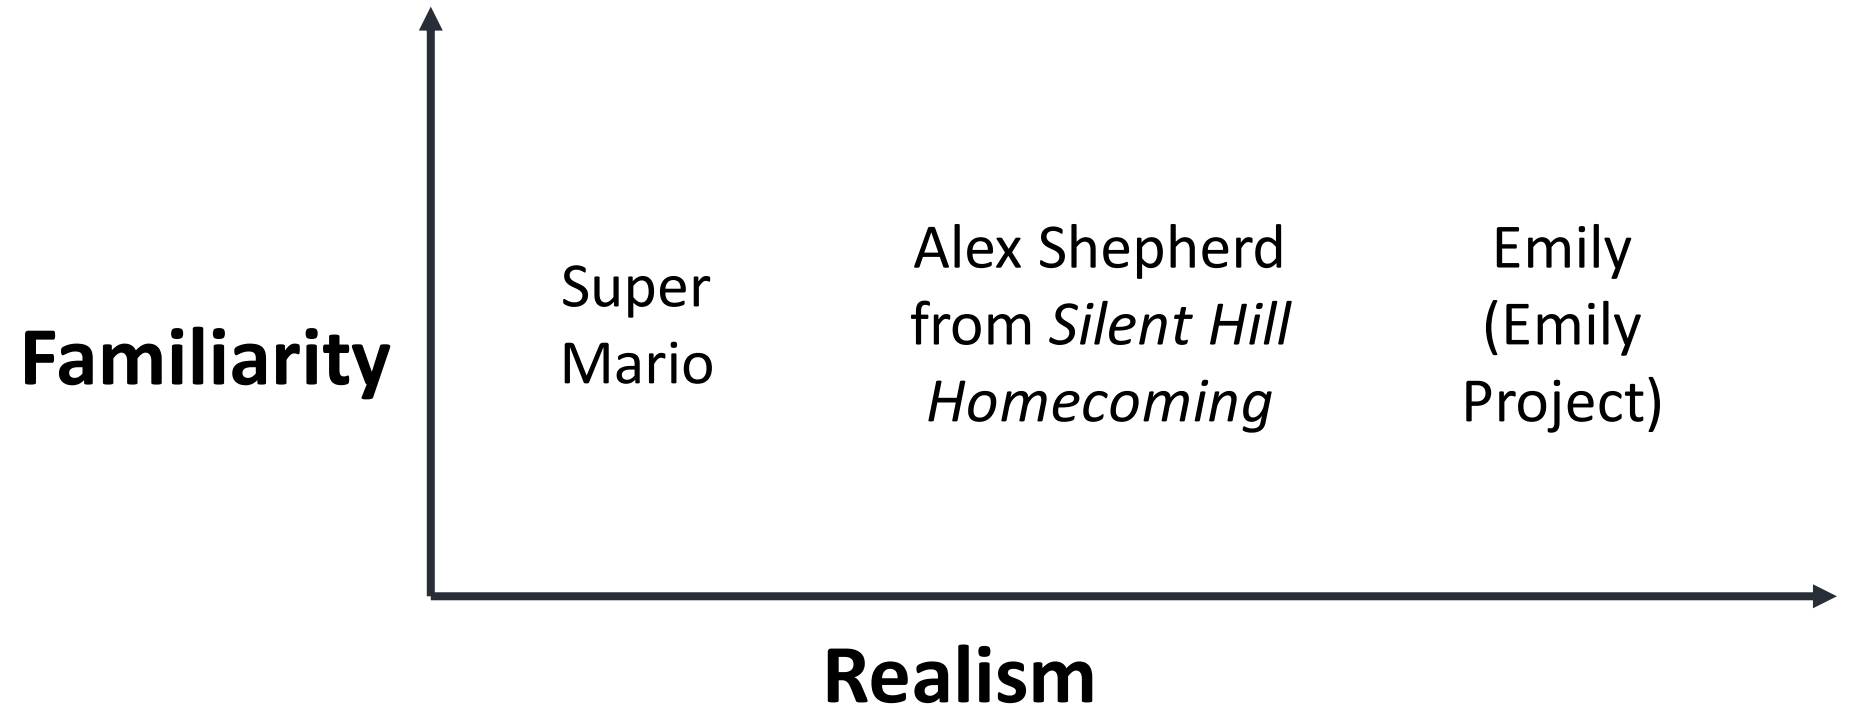 Familiarity
Super
Mario
Alex Shepherd
from Silent Hill
Homecoming
Emily
(Emily
Project)
Realism